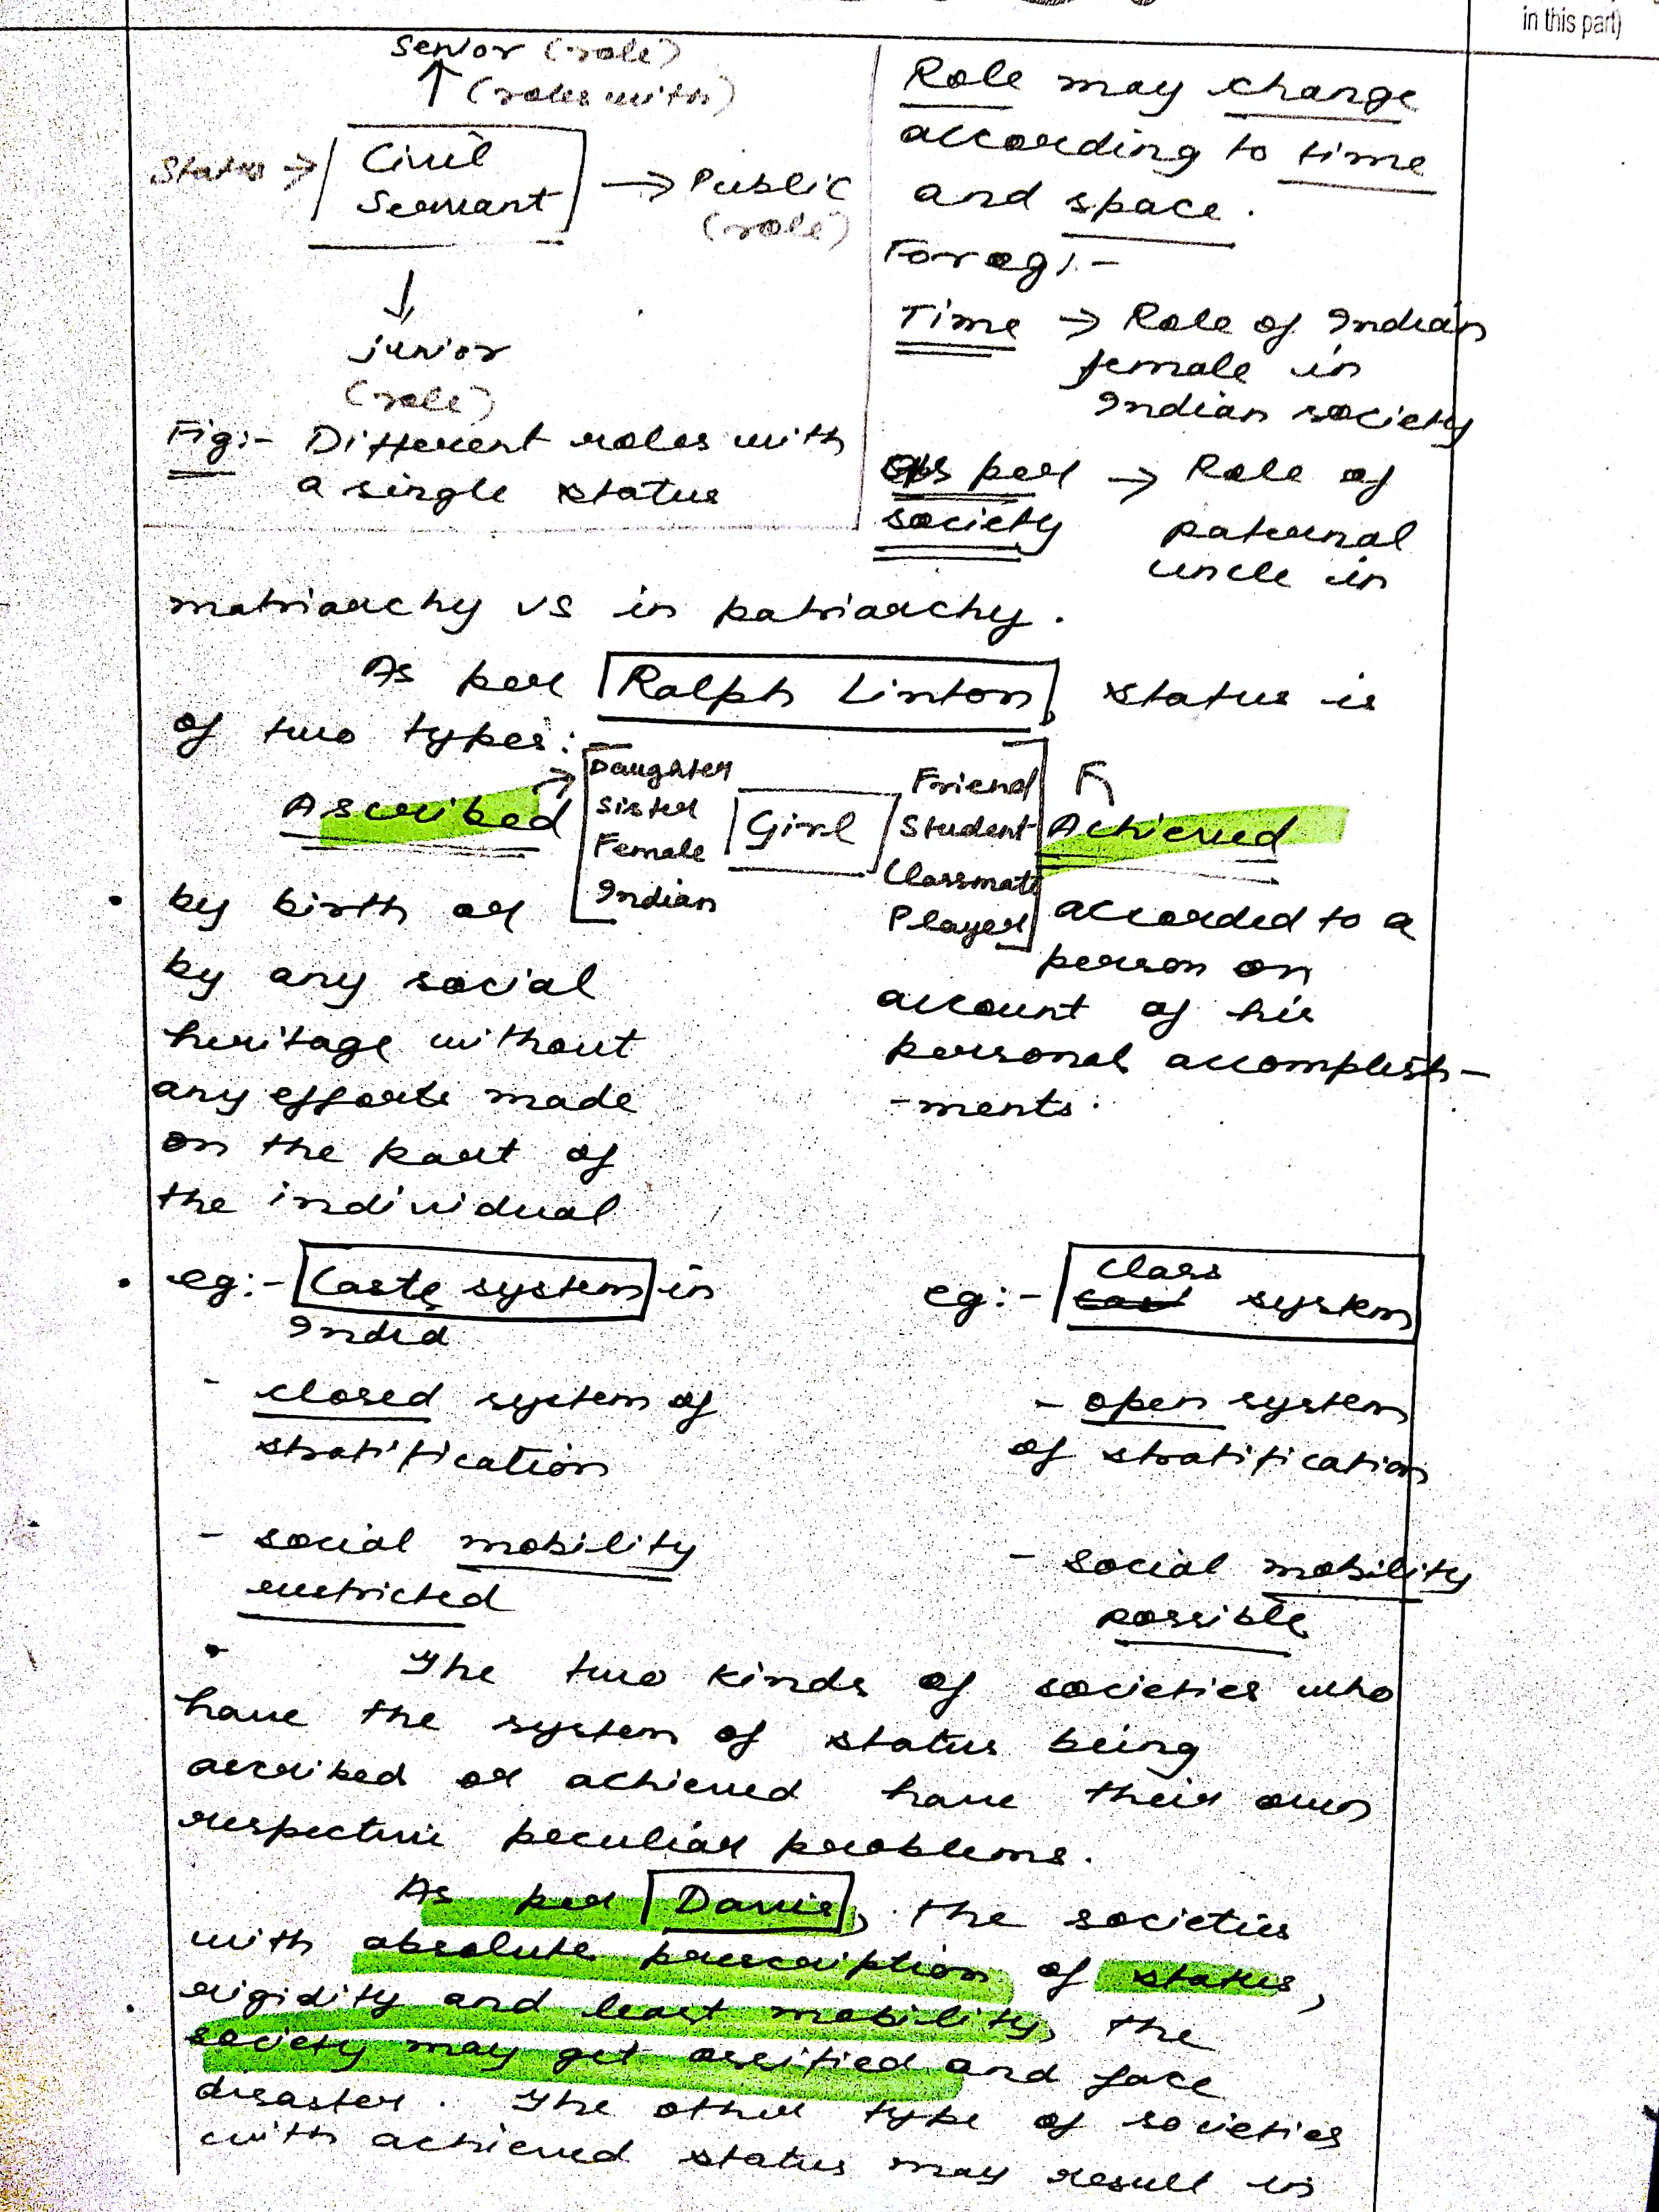 in this part)
Senior (role)
(roles with)
Status → Civil
Servant → Public
(role)
junior
(role)
Fig:- Different roles with
a single status
Role may change
according to time
and space.
For eg:-
Time → Role of Indian
female in
Indian society
As per → Role of
society paternal
uncle in
matriarchy vs in patriarchy.
As per Ralph Linton, status is
of two types:-
Ascribed
Daughter
Sister
Female
Indian
Girl
Friend
Student
Classmate
Player
Achieved
• by birth or
by any social
heritage without
any efforts made
on the part of
the individual
accorded to a
person on
account of his
personal accomplish-
-ments.
• eg:- Caste system in
India
- closed system of
stratification
- social mobility
restricted
eg:- Class system
- open system
of stratification
- social mobility
possible
• The two kinds of societies who
have the system of status being
ascribed or achieved have their own
respective peculiar problems.
As per Davis, the societies
with absolute prescription of status,
rigidity and least mobility, the
society may get ossified and face
disaster. The other type of societies
with achieved status may result in